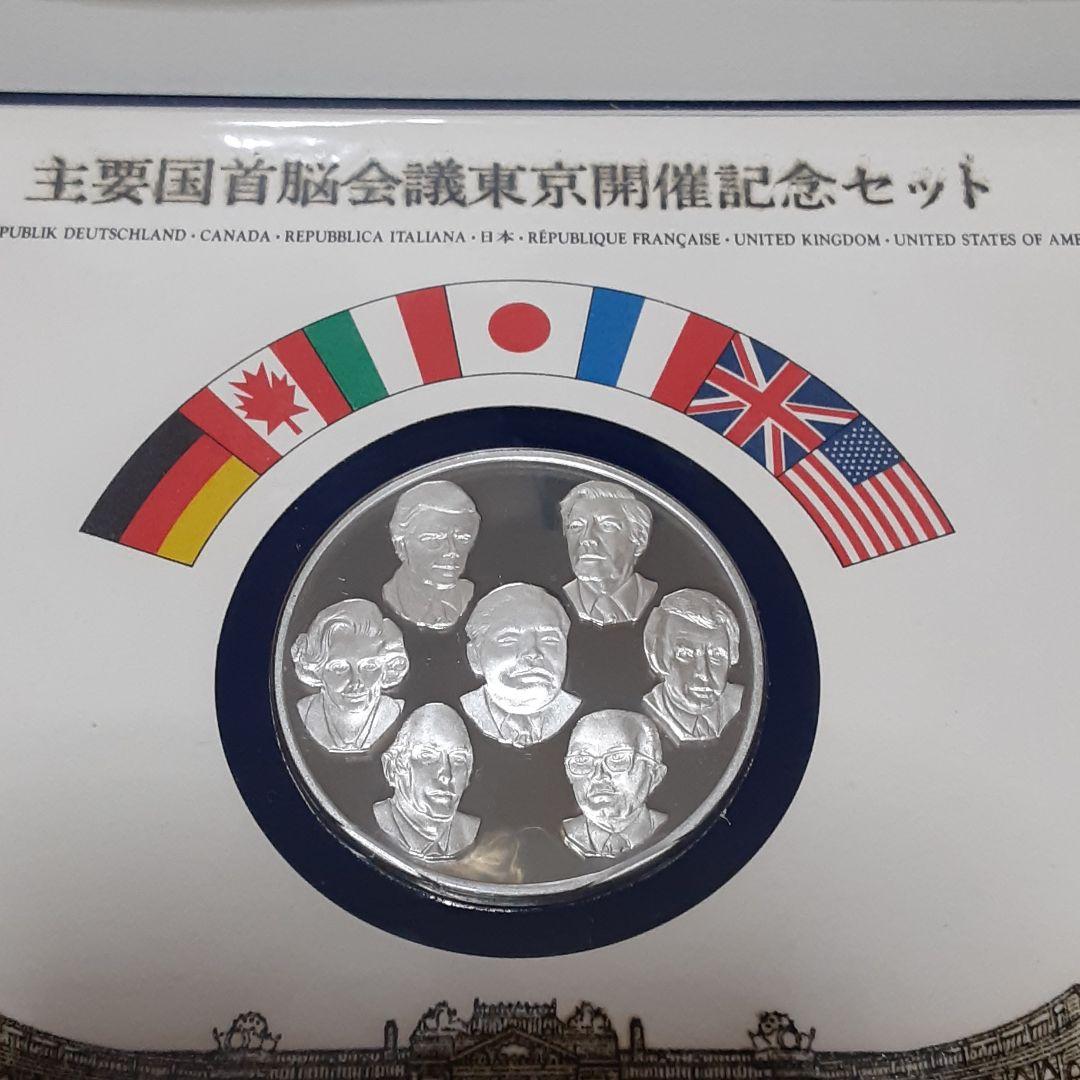 主要国首脳会議東京開催記念セット
PUBLIK DEUTSCHLAND · CANADA · REPUBBLICA ITALIANA · 日本 · RÉPUBLIQUE FRANÇAISE · UNITED KINGDOM · UNITED STATES OF AME